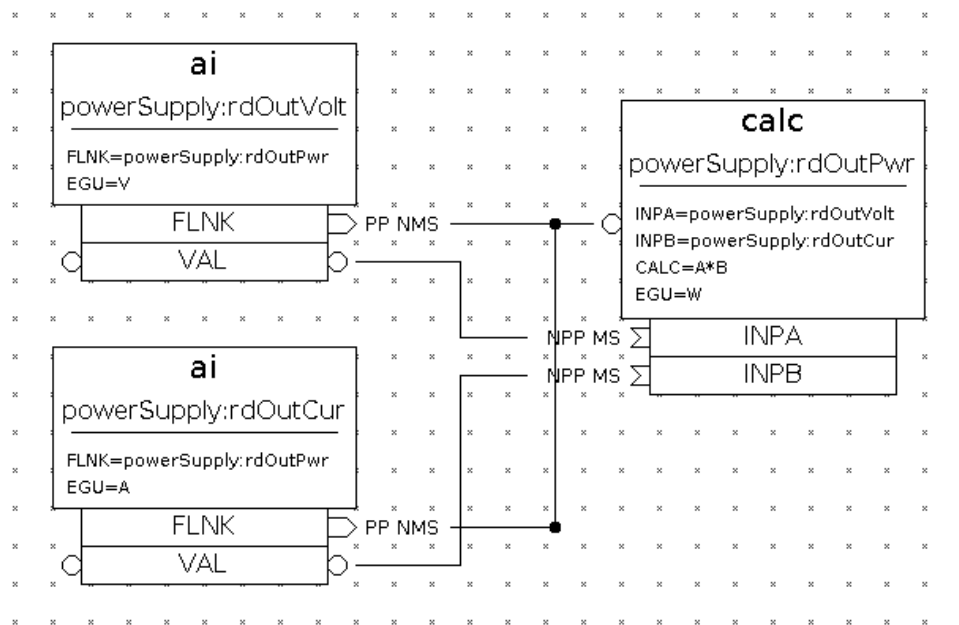 ai
powerSupply:rdOutVolt
FLNK=powerSupply:rdOutPwr
EGU=V
FLNK
PP NMS
VAL
calc
powerSupply:rdOutPwr
INPA=powerSupply:rdOutVolt
INPB=powerSupply:rdOutCur
CALC=A*B
EGU=W
NPP MS
INPA
NPP MS
INPB
ai
powerSupply:rdOutCur
FLNK=powerSupply:rdOutPwr
EGU=A
FLNK
PP NMS
VAL